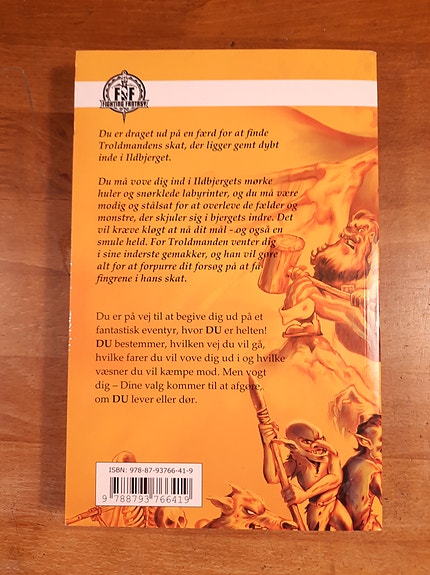 FF
FIGHTING FANTASY
Du er draget ud på en færd for at finde
Troldmandens skat, der ligger gemt dybt
inde i Ildbjerget.
Du må vove dig ind i Ildbjergets mørke
huler og snørklede labyrinter, og du må være
modig og stålsat for at overleve de fælder og
monstre, der skjuler sig i bjergets indre. Det
vil kræve kløgt at nå dit mål - og også en
smule held. For Troldmanden venter dig
i sine inderste gemakker, og han vil gøre
alt for at forpurre dit forsøg på at få
fingrene i hans skat.
Du er på vej til at begive dig ud på et
fantastisk eventyr, hvor DU er helten!
DU bestemmer, hvilken vej du vil gå,
hvilke farer du vil vove dig ud i og hvilke
væsner du vil kæmpe mod. Men vogt
dig – Dine valg kommer til at afgøre,
om DU lever eller dør.
ISBN: 978-87-93766-41-9
9 788793 766419